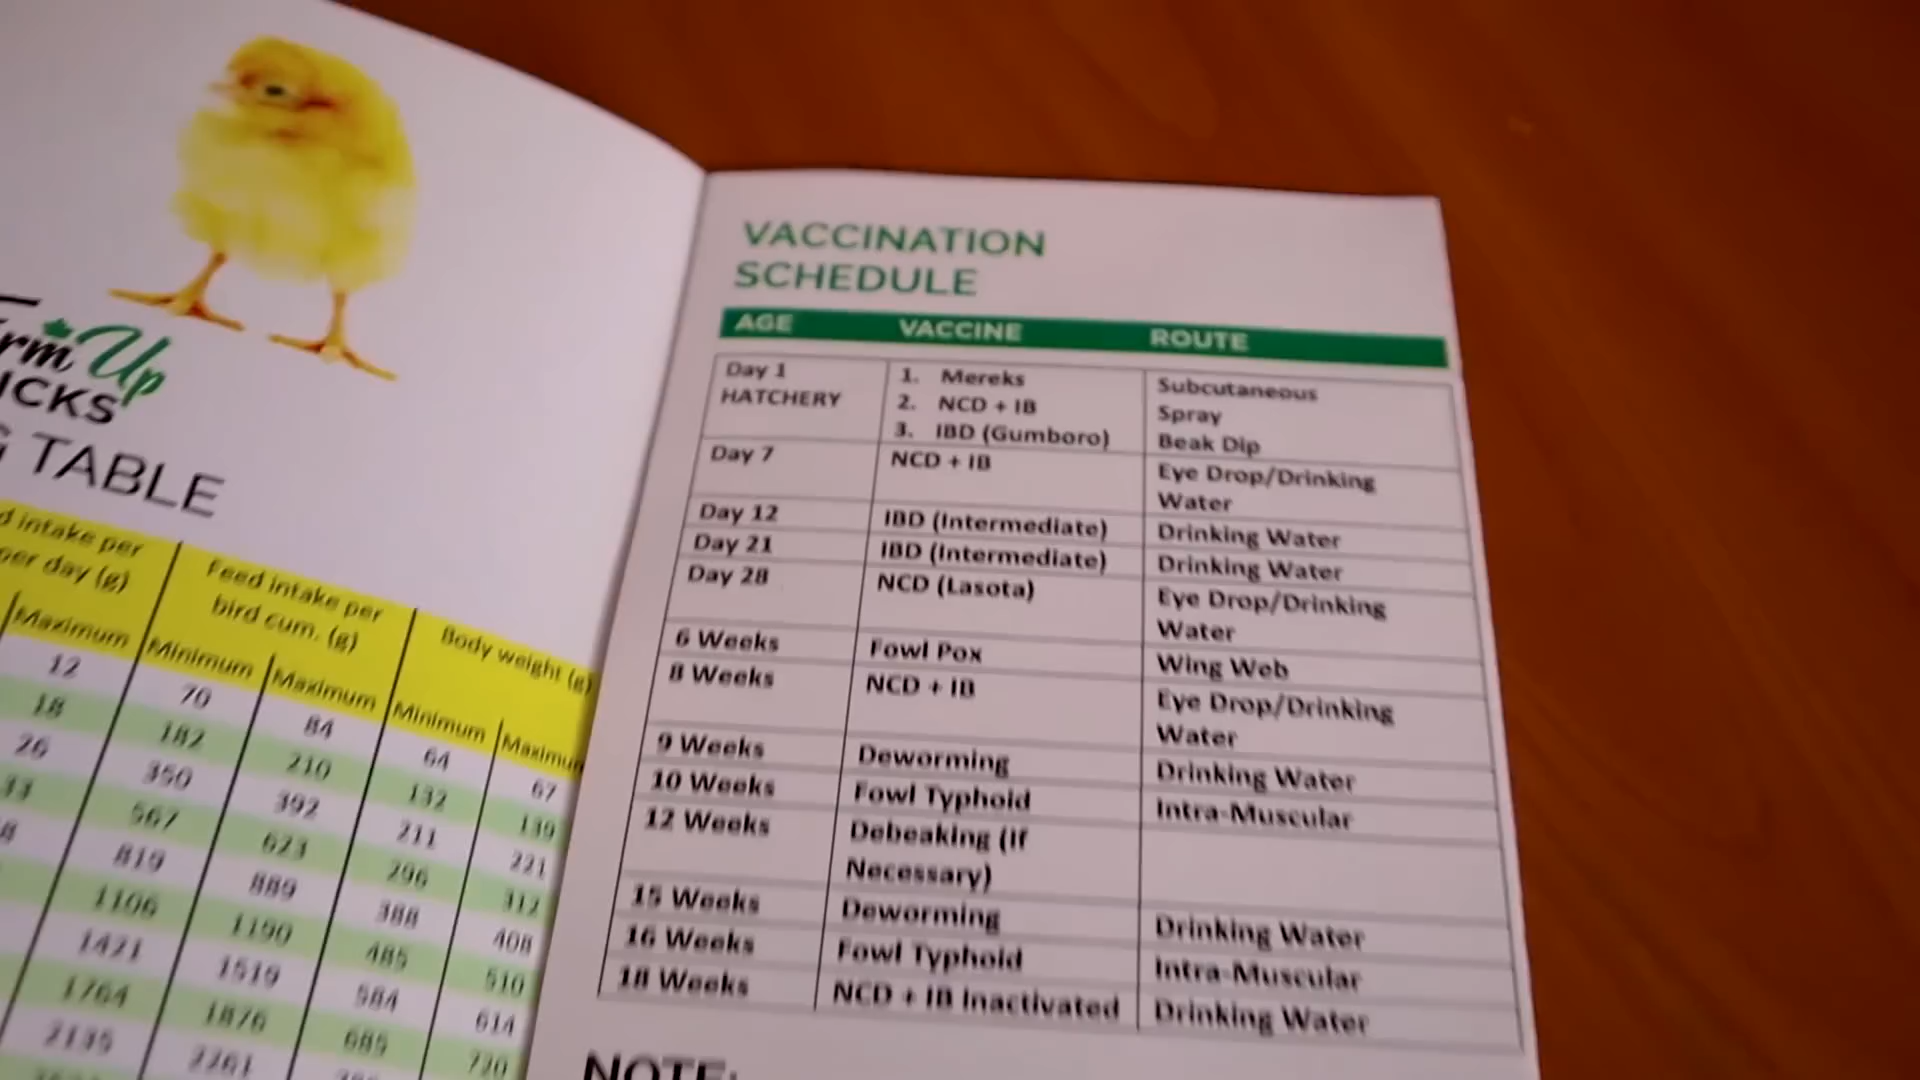 Up
TABLE
intake per
per day (g)
Feed intake per
bird cum. (g)
Body weight (g)
Maximum
Minimum
Maximum
Minimum
12 70 84 64 67
18 182 210 132 139
26 350 392 211 221
33 567 623 296 312
819 889 388 408
1106 1190 485 510
1421 1519 584 614
1764 1876 685 720
2135 2261
VACCINATION
SCHEDULE
AGE VACCINE ROUTE
Day 1 1. Mereks Subcutaneous
HATCHERY 2. NCD + IB Spray
3. IBD (Gumboro) Beak Dip
Day 7 NCD + IB Eye Drop/Drinking
Water
Day 12 IBD (Intermediate) Drinking Water
Day 21 IBD (Intermediate) Drinking Water
Day 28 NCD (Lasota) Eye Drop/Drinking
Water
6 Weeks Fowl Pox Wing Web
8 Weeks NCD + IB Eye Drop/Drinking
Water
9 Weeks Deworming Drinking Water
10 Weeks Fowl Typhoid Intra-Muscular
12 Weeks Debeaking (If
Necessary)
15 Weeks Deworming Drinking Water
16 Weeks Fowl Typhoid Intra-Muscular
18 Weeks NCD + IB Inactivated Drinking Water
NOTE: